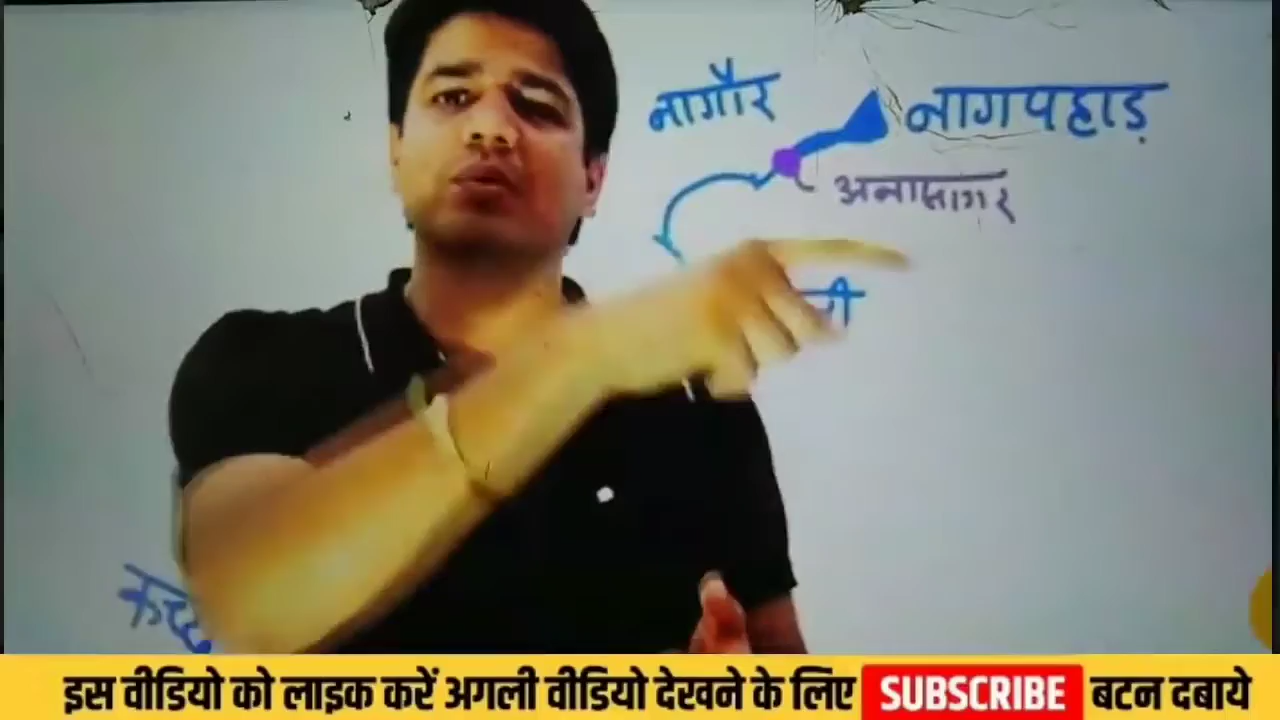 नागौर
नागपहाड़
अनासागर
इस वीडियो को लाइक करें अगली वीडियो देखने के लिए SUBSCRIBE बटन दबाये